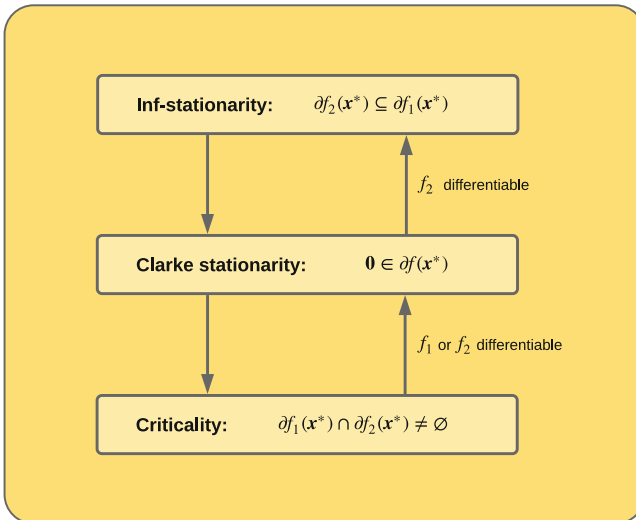 Inf-stationarity: ∂f₂(x*) ⊆ ∂f₁(x*)
f₂ differentiable
Clarke stationarity: 0 ∈ ∂f(x*)
f₁ or f₂ differentiable
Criticality: ∂f₁(x*) ∩ ∂f₂(x*) ≠ ∅